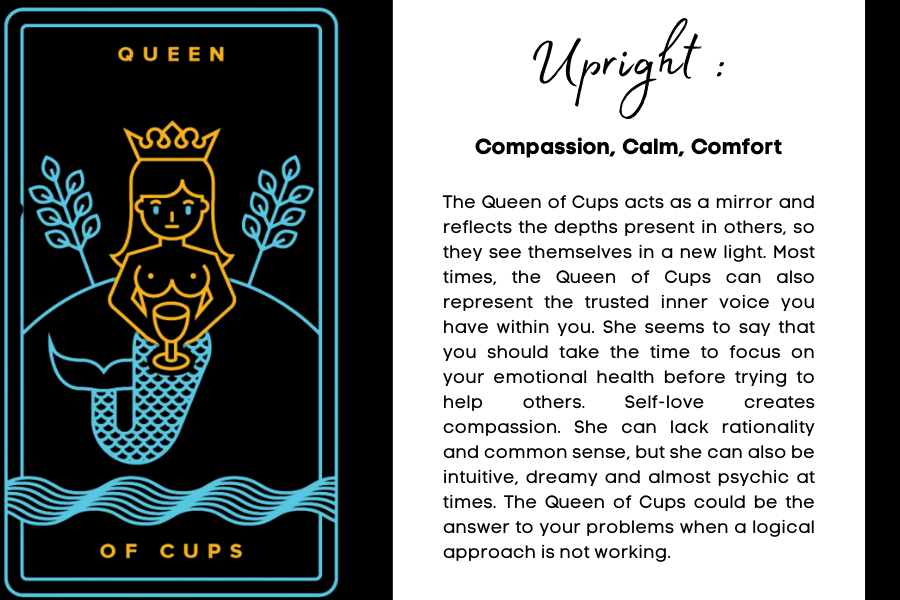 QUEEN
OF CUPS
Upright :
Compassion, Calm, Comfort
The Queen of Cups acts as a mirror and
reflects the depths present in others, so
they see themselves in a new light. Most
times, the Queen of Cups can also
represent the trusted inner voice you
have within you. She seems to say that
you should take the time to focus on
your emotional health before trying to
help others. Self-love creates
compassion. She can lack rationality
and common sense, but she can also be
intuitive, dreamy and almost psychic at
times. The Queen of Cups could be the
answer to your problems when a logical
approach is not working.